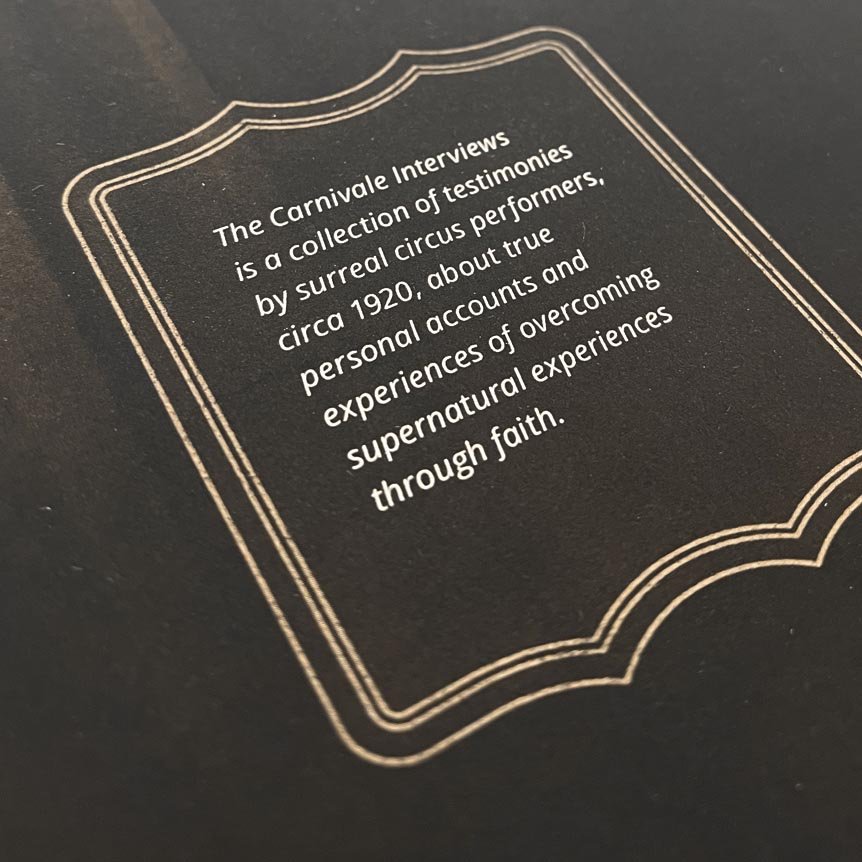 The Carnivale Interviews
is a collection of testimonies
by surreal circus performers,
circa 1920, about true
personal accounts and
experiences of overcoming
supernatural experiences
through faith.